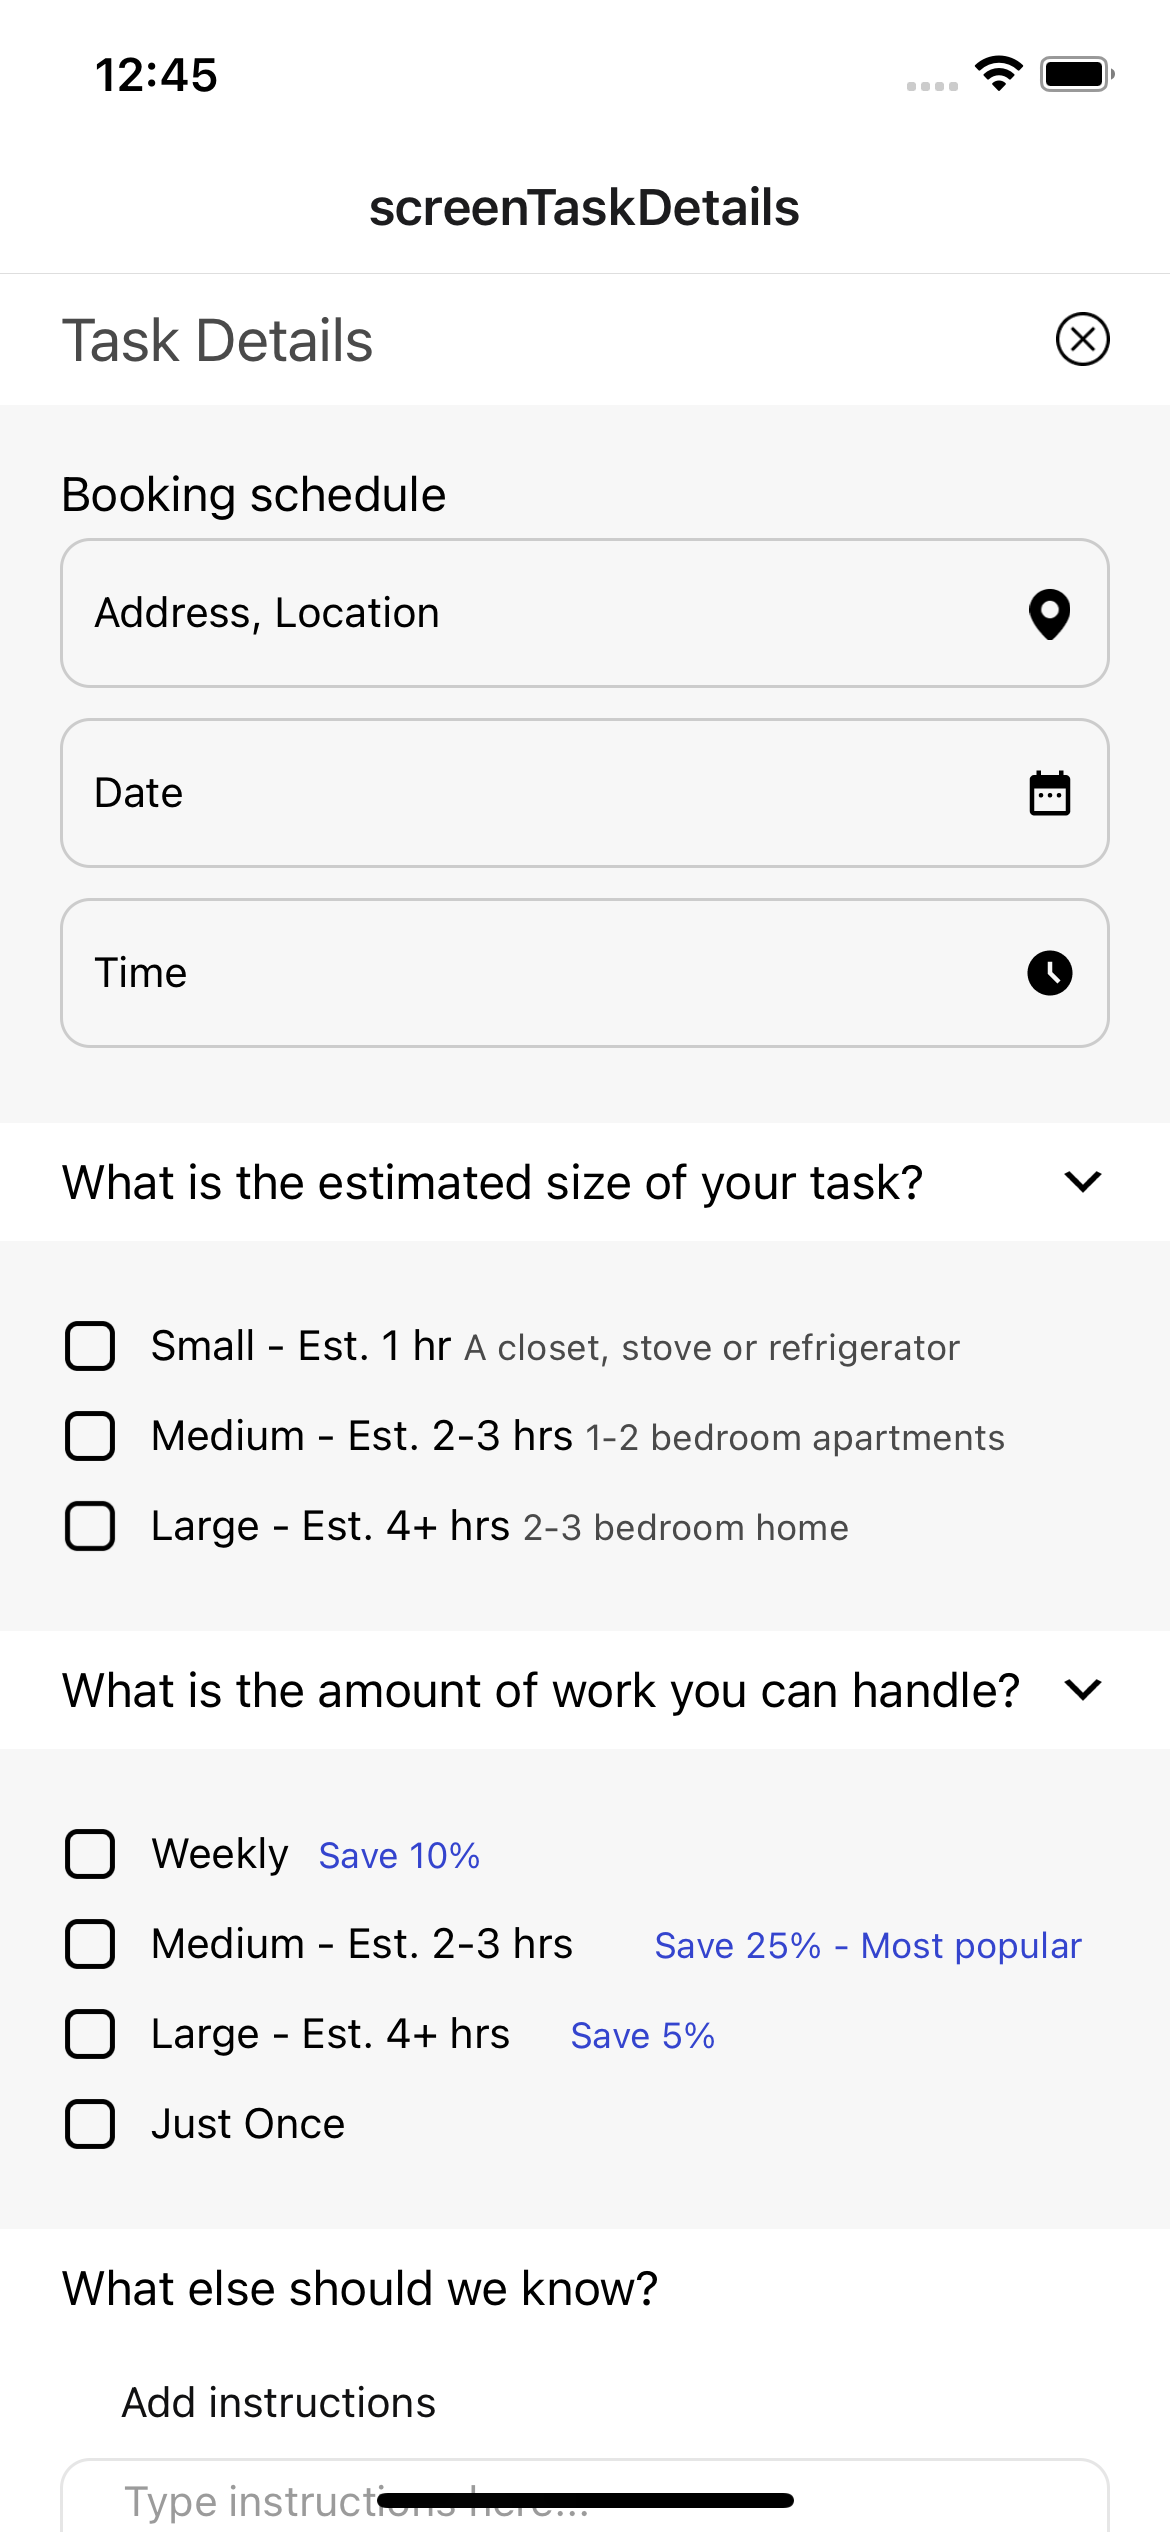 12:45
screenTaskDetails
Task Details
Booking schedule
Address, Location
Date
Time
What is the estimated size of your task?
Small - Est. 1 hr A closet, stove or refrigerator
Medium - Est. 2-3 hrs 1-2 bedroom apartments
Large - Est. 4+ hrs 2-3 bedroom home
What is the amount of work you can handle?
Weekly Save 10%
Medium - Est. 2-3 hrs Save 25% - Most popular
Large - Est. 4+ hrs Save 5%
Just Once
What else should we know?
Add instructions
Type instructions here...